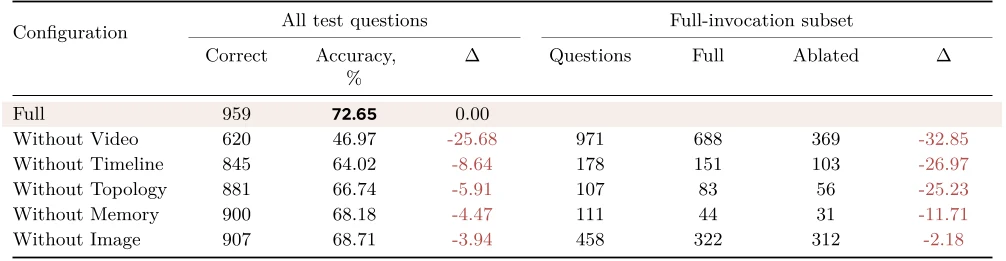 All test questions Full-invocation subset
Configuration
Correct Accuracy, % Δ Questions Full Ablated Δ
Full 959 72.65 0.00
Without Video 620 46.97 -25.68 971 688 369 -32.85
Without Timeline 845 64.02 -8.64 178 151 103 -26.97
Without Topology 881 66.74 -5.91 107 83 56 -25.23
Without Memory 900 68.18 -4.47 111 44 31 -11.71
Without Image 907 68.71 -3.94 458 322 312 -2.18